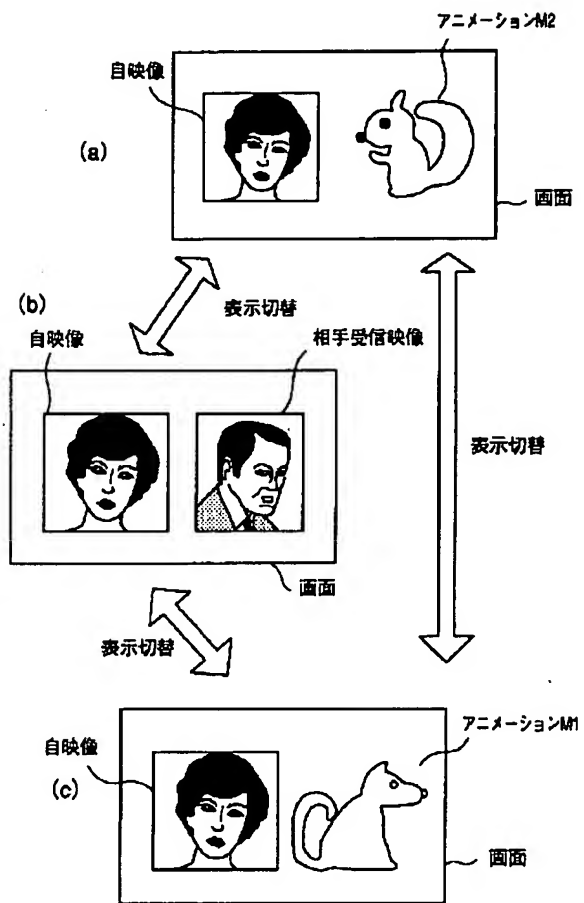 アニメーションM2
自映像
(a)
画面
表示切替
(b)
自映像
相手受信映像
表示切替
画面
表示切替
アニメーションM1
自映像
(c)
画面